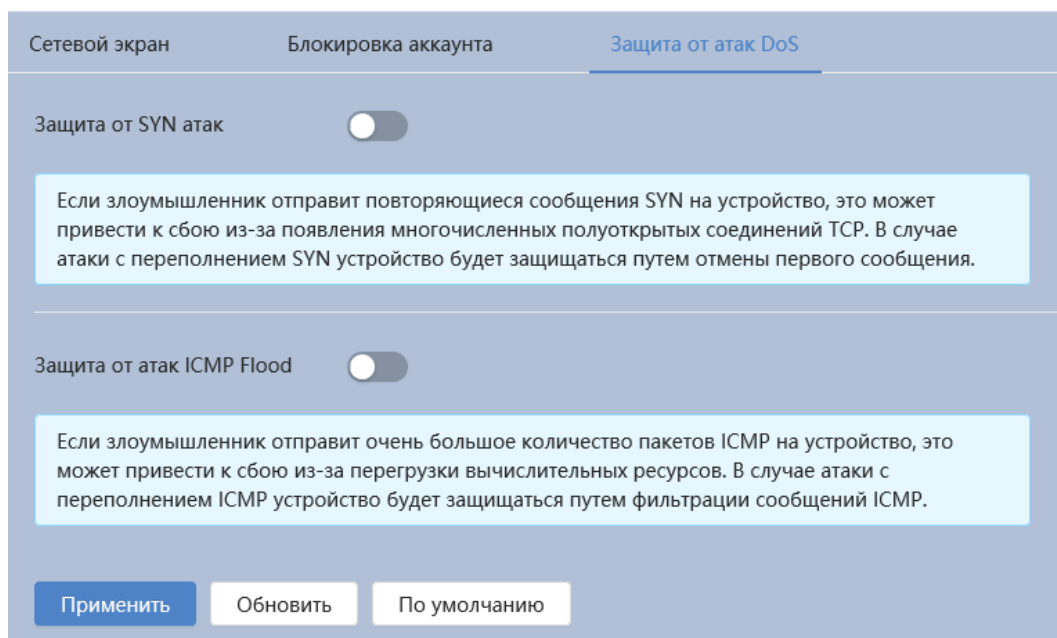 Сетевой экран Блокировка аккаунта Защита от атак DoS
Защита от SYN атак
Если злоумышленник отправит повторяющиеся сообщения SYN на устройство, это может
привести к сбою из-за появления многочисленных полуоткрытых соединений TCP. В случае
атаки с переполнением SYN устройство будет защищаться путем отмены первого сообщения.
Защита от атак ICMP Flood
Если злоумышленник отправит очень большое количество пакетов ICMP на устройство, это
может привести к сбою из-за перегрузки вычислительных ресурсов. В случае атаки с
переполнением ICMP устройство будет защищаться путем фильтрации сообщений ICMP.
Применить Обновить По умолчанию